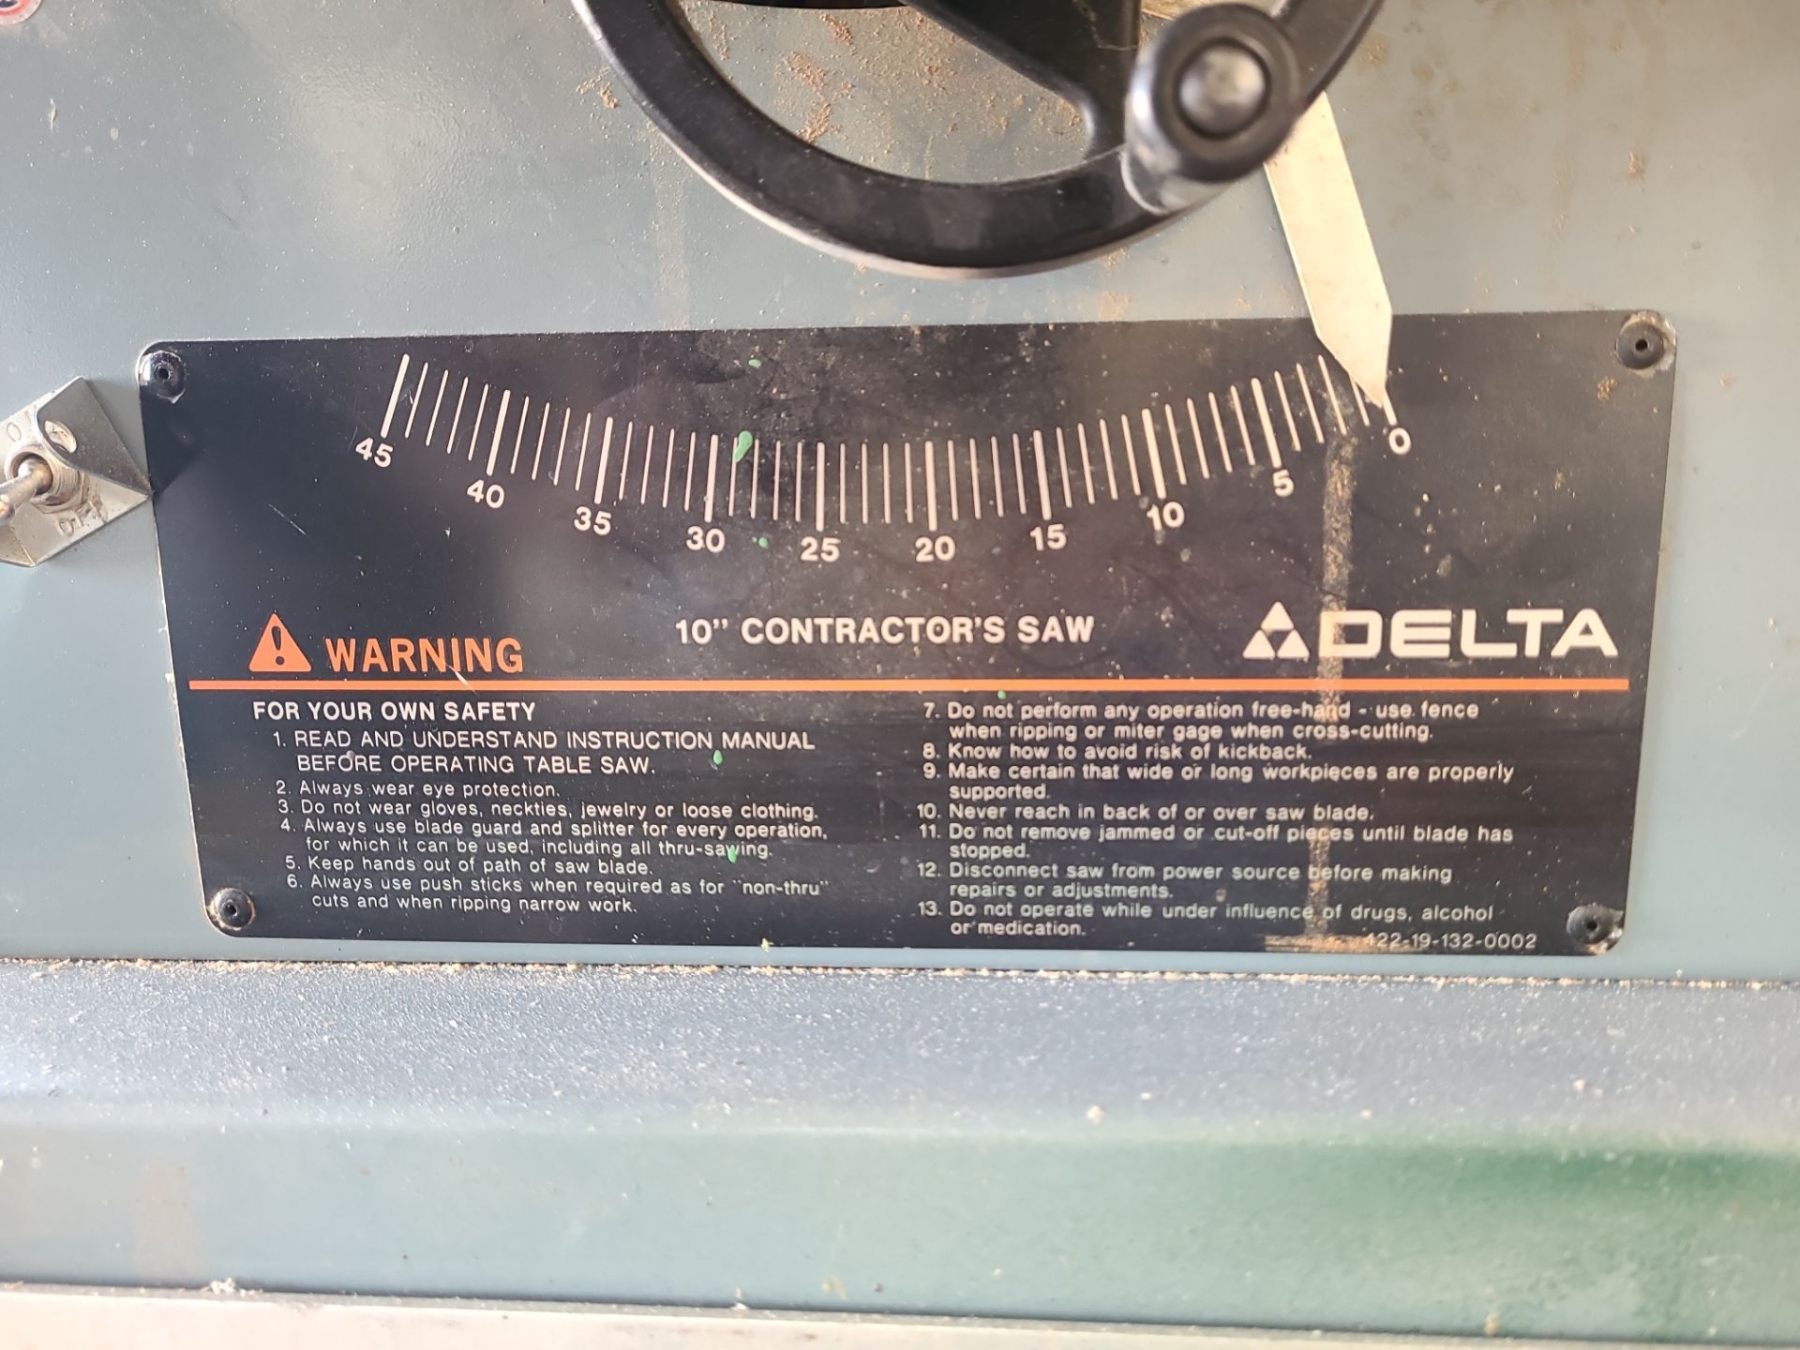 45 40 35 30 25 20 15 10 5 0
WARNING
10" CONTRACTOR'S SAW
DELTA
FOR YOUR OWN SAFETY
1. READ AND UNDERSTAND INSTRUCTION MANUAL
BEFORE OPERATING TABLE SAW.
2. Always wear eye protection.
3. Do not wear gloves, neckties, jewelry or loose clothing.
4. Always use blade guard and splitter for every operation,
for which it can be used, including all thru-sawing.
5. Keep hands out of path of saw blade.
6. Always use push sticks when required as for "non-thru"
cuts and when ripping narrow work.
7. Do not perform any operation free-hand - use fence
when ripping or miter gage when cross-cutting.
8. Know how to avoid risk of kickback.
9. Make certain that wide or long workpieces are properly
supported.
10. Never reach in back of or over saw blade.
11. Do not remove jammed or cut-off pieces until blade has
stopped.
12. Disconnect saw from power source before making
repairs or adjustments.
13. Do not operate while under influence of drugs, alcohol
or medication.
422-19-132-0002